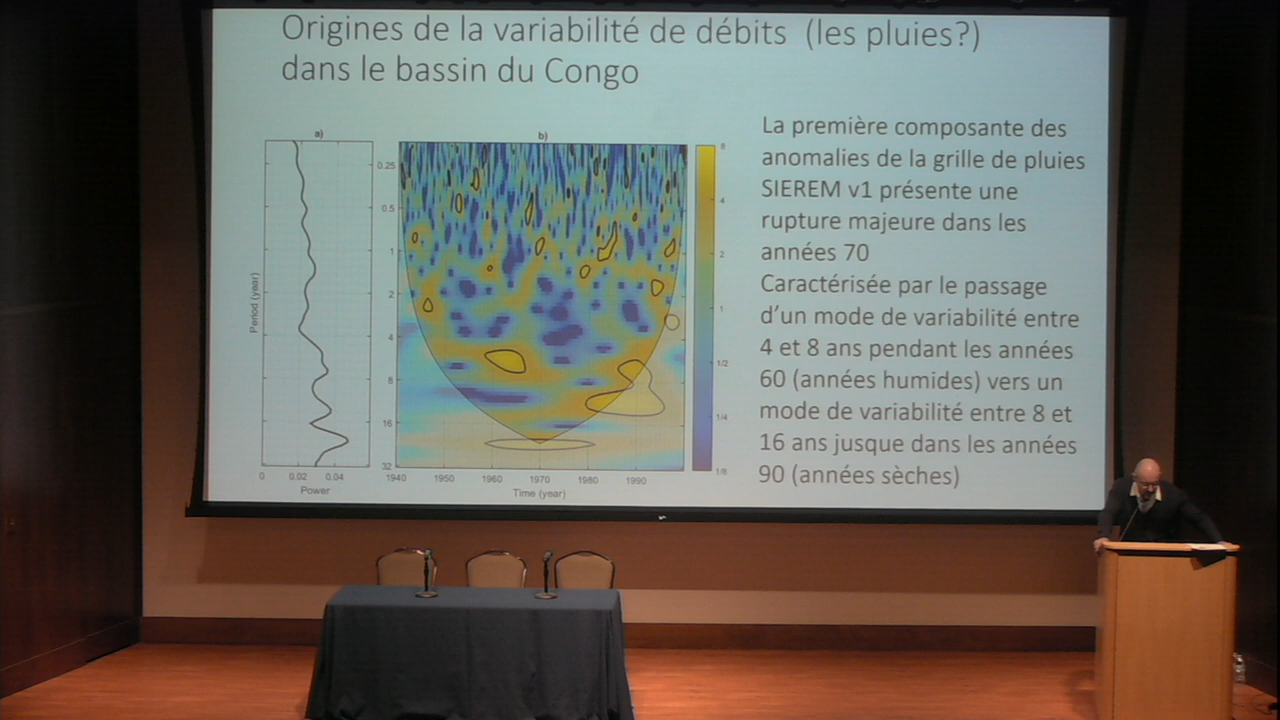 Origines de la variabilité de débits (les pluies?)
dans le bassin du Congo
a)
Period (year)
0
0.02
0.04
Power
b)
0.25
0.5
1
2
4
8
16
32
1940
1950
1960
1970
1980
1990
Time (year)
8
4
2
1
1/2
1/4
1/8
La première composante des
anomalies de la grille de pluies
SIEREM v1 présente une
rupture majeure dans les
années 70
Caractérisée par le passage
d'un mode de variabilité entre
4 et 8 ans pendant les années
60 (années humides) vers un
mode de variabilité entre 8 et
16 ans jusque dans les années
90 (années sèches)